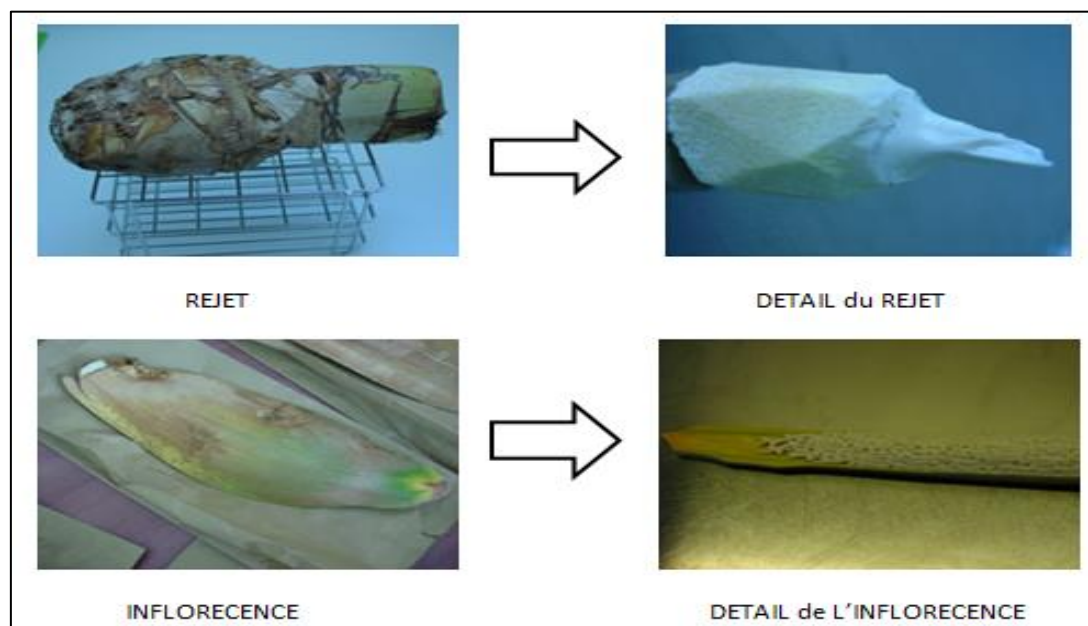 REJET
DETAIL du REJET
INFLORECENCE
DETAIL de L’INFLORECENCE